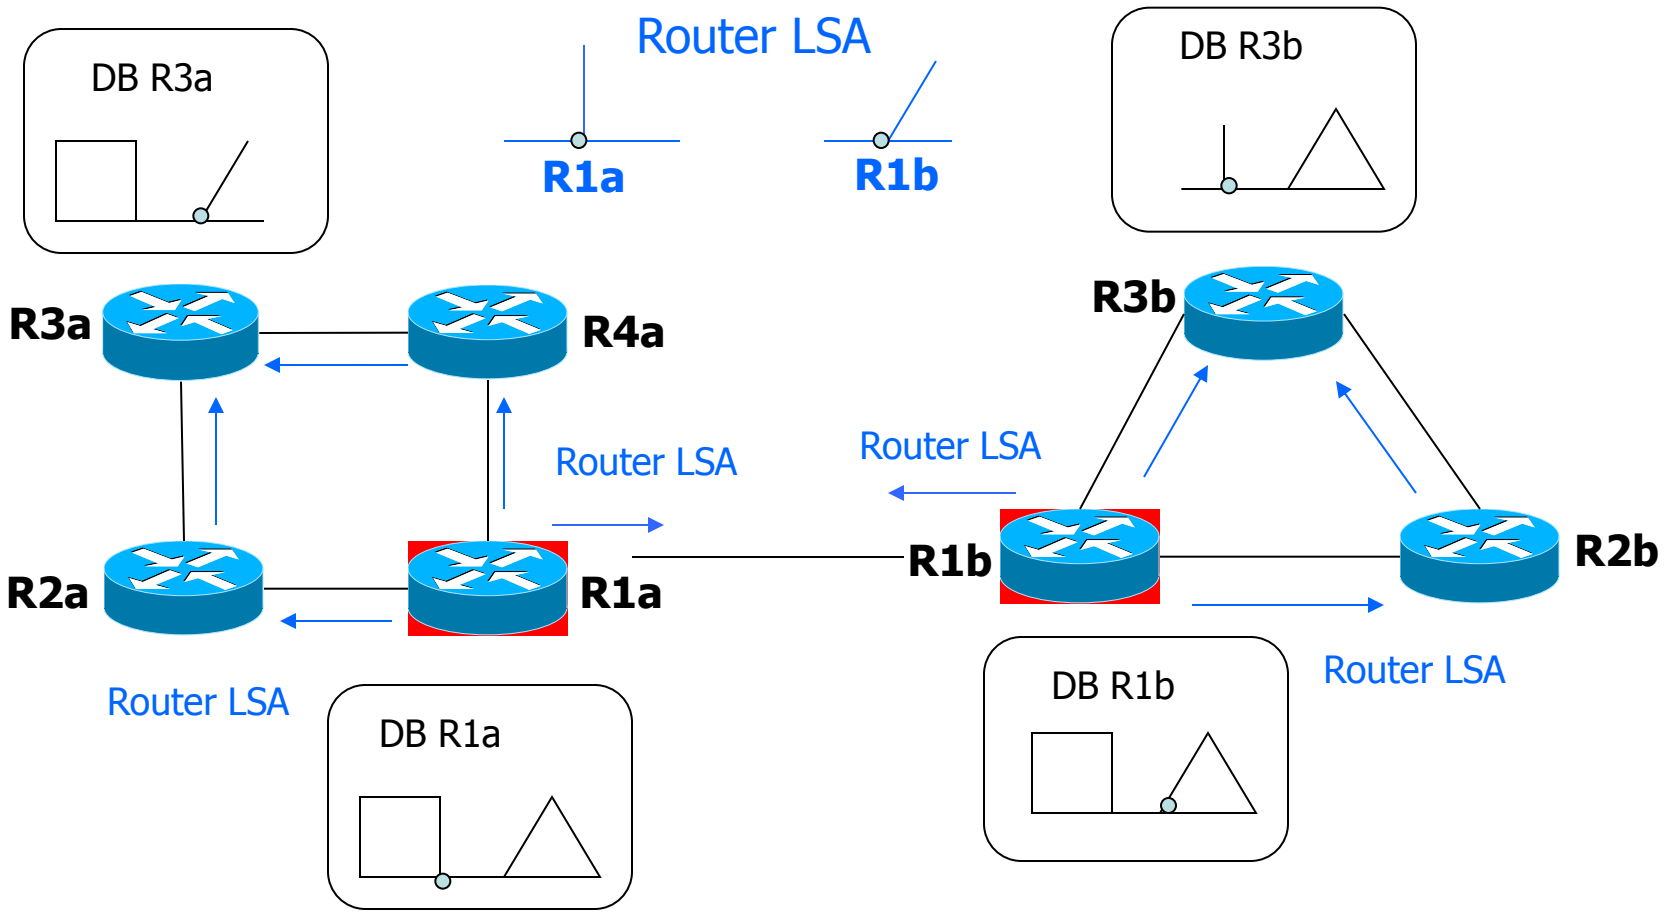 Router LSA
DB R3a
DB R3b
R1a
R1b
R3a
R4a
R3b
Router LSA
Router LSA
R2a
R1a
R1b
R2b
Router LSA
DB R1a
DB R1b
Router LSA